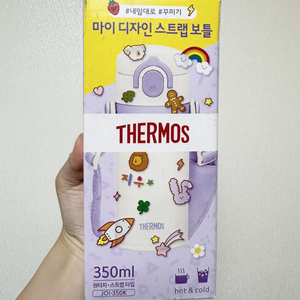 #내맘대로 #꾸미기
마이 디자인 스트랩 보틀
THERMOS
지우
350ml
원터치·스트랩 타입
JOI-350K
hot & cold